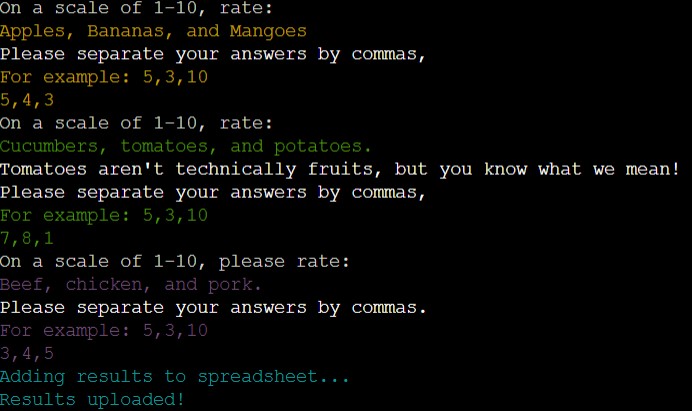 On a scale of 1-10, rate:
Apples, Bananas, and Mangoes
Please separate your answers by commas,
For example: 5,3,10
5,4,3
On a scale of 1-10, rate:
Cucumbers, tomatoes, and potatoes.
Tomatoes aren't technically fruits, but you know what we mean!
Please separate your answers by commas,
For example: 5,3,10
7,8,1
On a scale of 1-10, please rate:
Beef, chicken, and pork.
Please separate your answers by commas.
For example: 5,3,10
3,4,5
Adding results to spreadsheet...
Results uploaded!